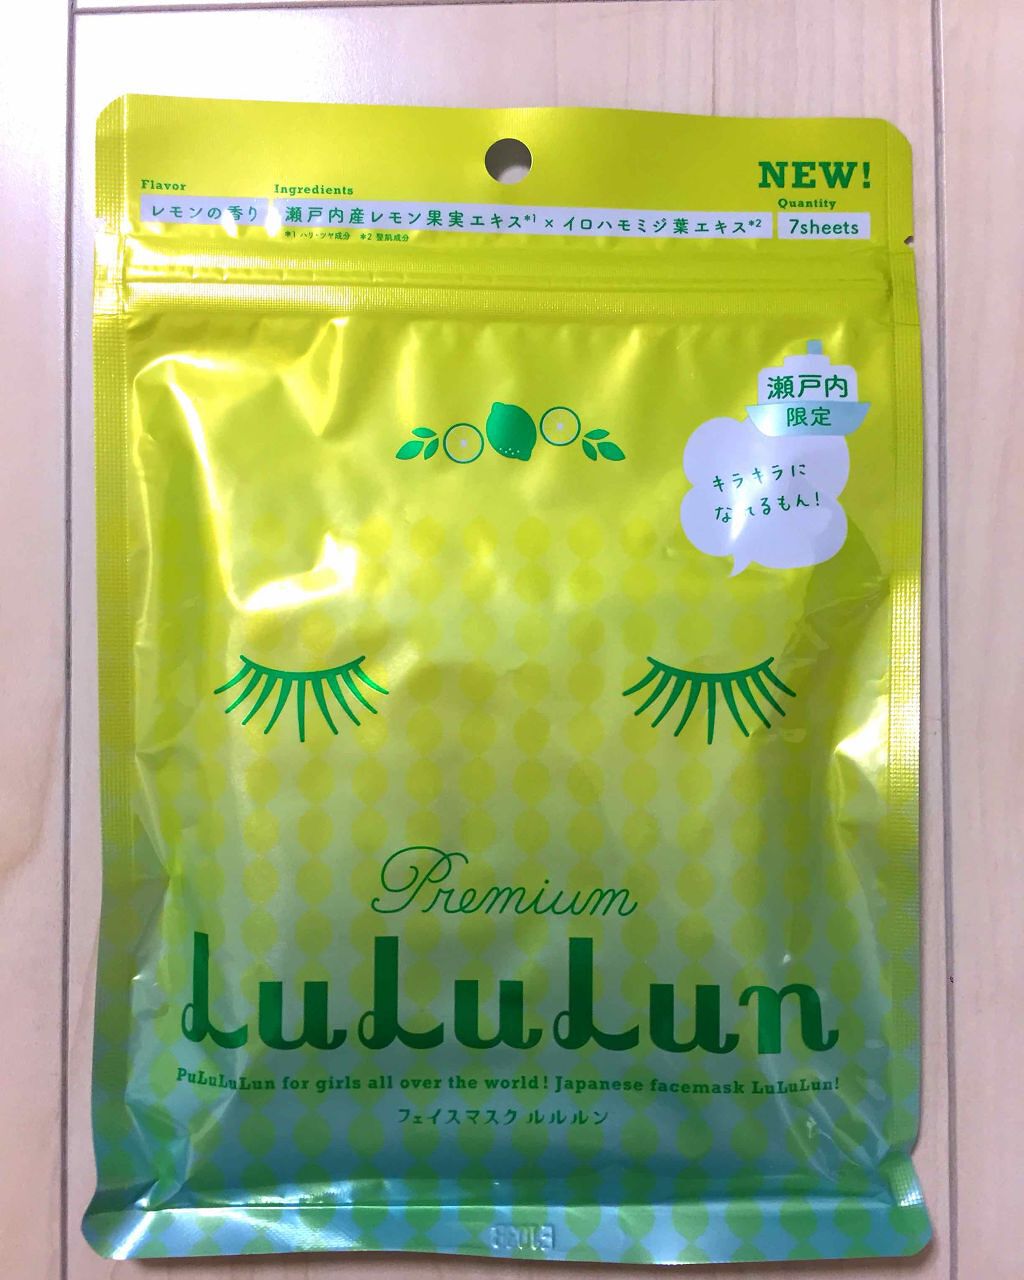 NEW!
Flavor
Ingredients
Quantity
レモンの香り
瀬戸内産レモン果実エキス*1 × イロハモミジ葉エキス*2
7sheets
*1 ハリ・ツヤ成分 *2 整肌成分
瀬戸内
限定
キラキラに
なれるもん!
Premium
LuLuLun
PuLuLuLun for girls all over the world! Japanese facemask LuLuLun!
フェイスマスク ルルルン